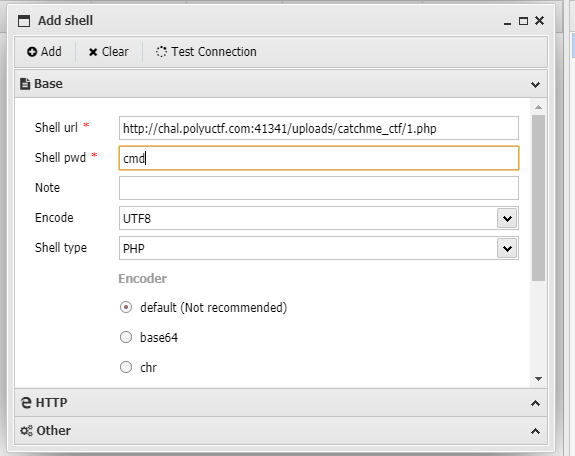 Add shell
Add Clear Test Connection
Base
Shell url * http://chal.polyuctf.com:41341/uploads/catchme_ctf/1.php
Shell pwd * cmd
Note
Encode UTF8
Shell type PHP
Encoder
default (Not recommended)
base64
chr
HTTP
Other